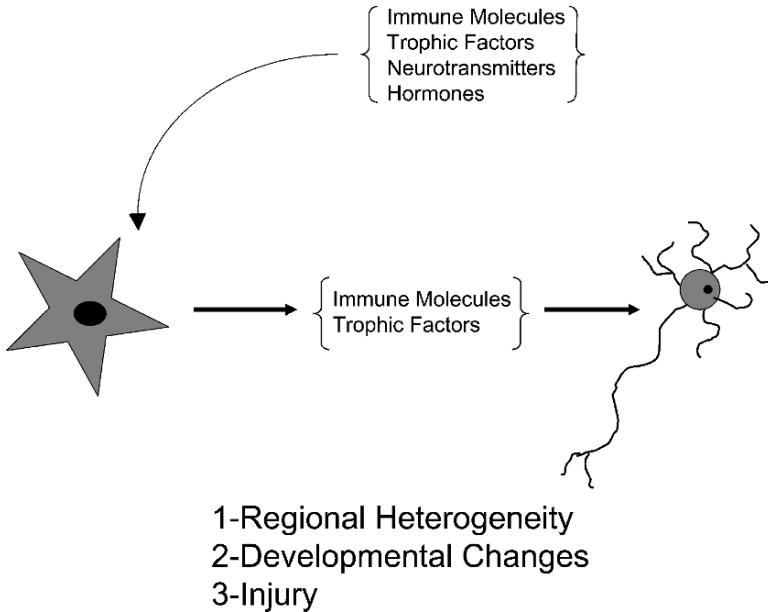 Immune Molecules
Trophic Factors
Neurotransmitters
Hormones
Immune Molecules
Trophic Factors
1-Regional Heterogeneity
2-Developmental Changes
3-Injury